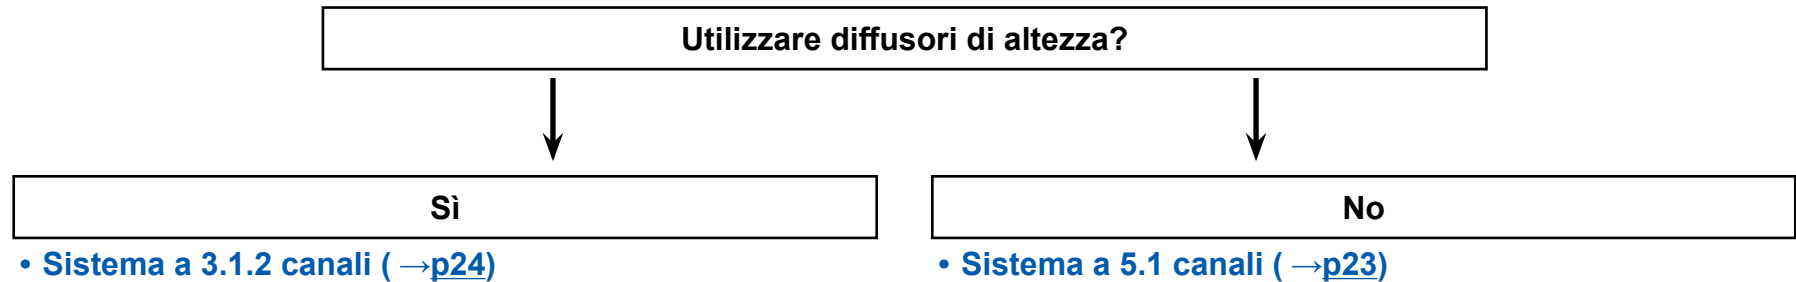 Utilizzare diffusori di altezza?
Sì
No
• Sistema a 3.1.2 canali ( →p24)
• Sistema a 5.1 canali ( →p23)